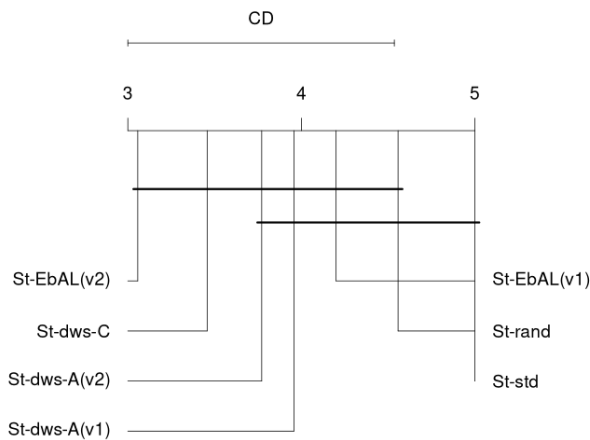 CD
3 4 5
St-EbAL(v2) St-EbAL(v1)
St-dws-C St-rand
St-dws-A(v2) St-std
St-dws-A(v1)